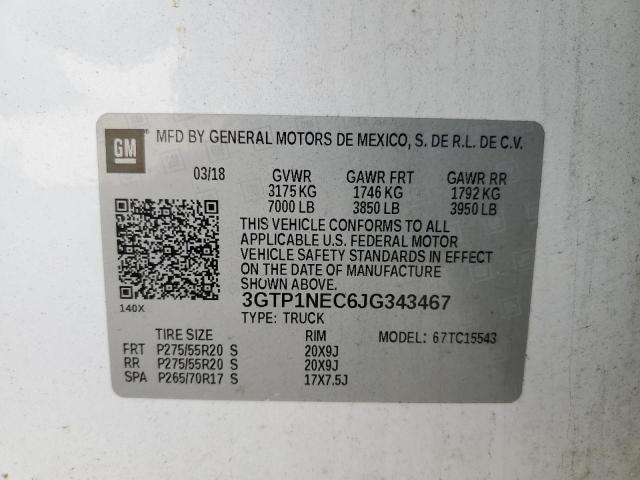 GM ® MFD BY GENERAL MOTORS DE MEXICO, S. DE R.L. DE C.V.
03/18 GVWR GAWR FRT GAWR RR
3175 KG 1746 KG 1792 KG
7000 LB 3850 LB 3950 LB
THIS VEHICLE CONFORMS TO ALL
APPLICABLE U.S. FEDERAL MOTOR
VEHICLE SAFETY STANDARDS IN EFFECT
ON THE DATE OF MANUFACTURE
SHOWN ABOVE.
3GTP1NEC6JG343467
140X TYPE: TRUCK
TIRE SIZE RIM MODEL: 67TC15543
FRT P275/55R20 S 20X9J
RR P275/55R20 S 20X9J
SPA P265/70R17 S 17X7.5J